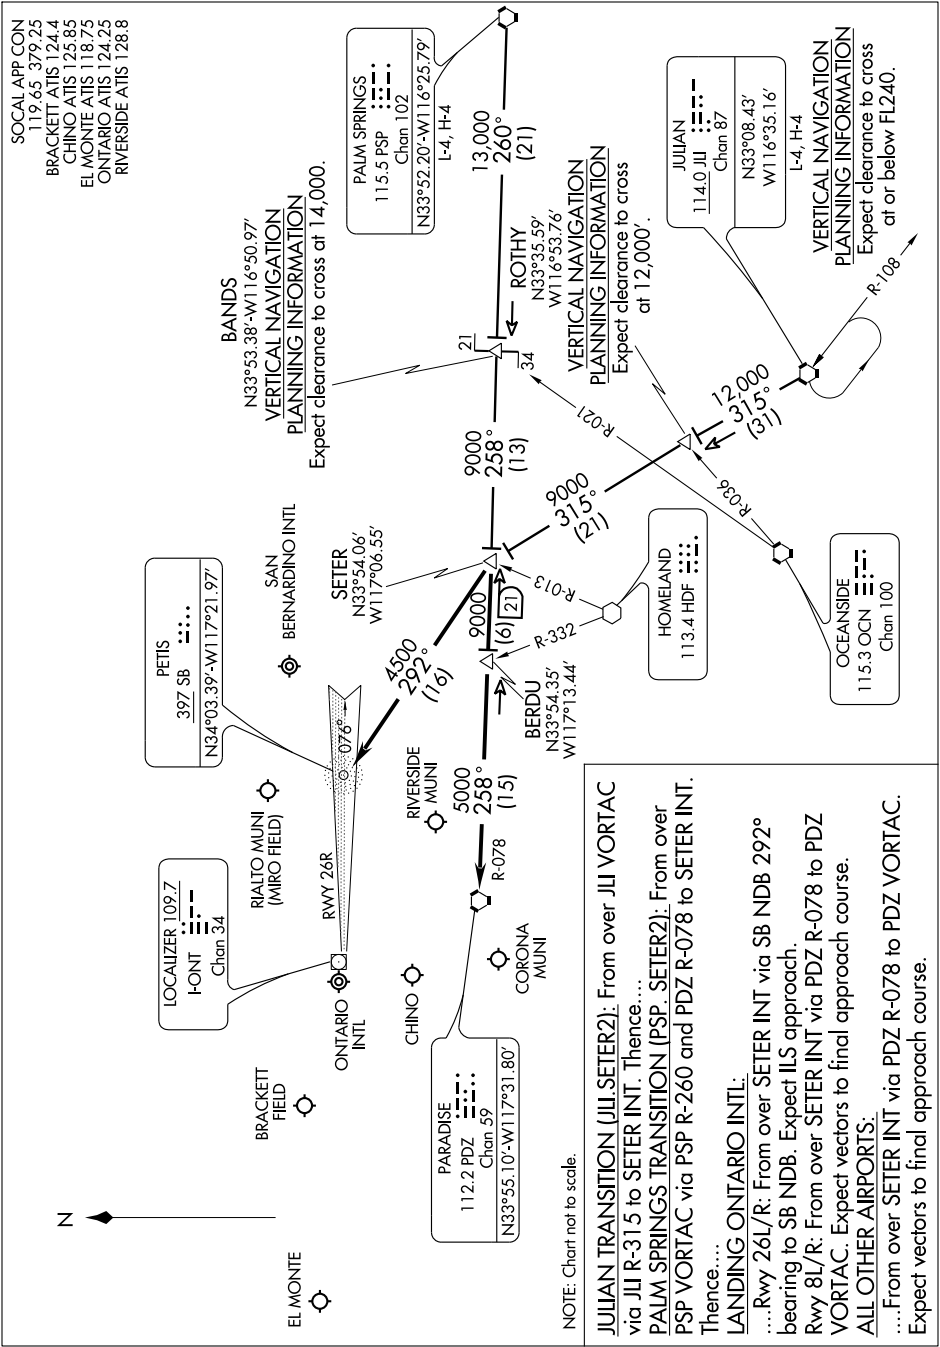 SOCAL APP CON
119.65 379.25
BRACKETT ATIS 124.4
CHINO ATIS 125.85
EL MONTE ATIS 118.75
ONTARIO ATIS 124.25
RIVERSIDE ATIS 128.8
N
EL MONTE
BRACKETT
FIELD
ONTARIO
INTL
CHINO
LOCALIZER 109.7
I-ONT
Chan 34
RIALTO MUNI
(MIRO FIELD)
RWY 26R
076°
PETIS
397 SB
N34°03.39'-W117°21.97'
SAN
BERNARDINO INTL
RIVERSIDE
MUNI
CORONA
MUNI
PARADISE
112.2 PDZ
Chan 59
N33°55.10'-W117°31.80'
R-078
5000
258°
(15)
4500
292°
(16)
BERDU
N33°54.35'
W117°13.44'
9000
(6)
21
SETER
N33°54.06'
W117°06.55'
R-332
R-013
HOMELAND
113.4 HDF
9000
258°
(13)
BANDS
N33°53.38'-W116°50.97'
VERTICAL NAVIGATION
PLANNING INFORMATION
Expect clearance to cross at 14,000.
21
34
13,000
260°
(21)
PALM SPRINGS
115.5 PSP
Chan 102
N33°52.20'-W116°25.79'
L-4, H-4
ROTHY
N33°35.59'
W116°53.76'
VERTICAL NAVIGATION
PLANNING INFORMATION
Expect clearance to cross
at 12,000'.
9000
315°
(21)
R-021
R-036
OCEANSIDE
115.3 OCN
Chan 100
12,000
315°
(31)
JULIAN
114.0 JLI
Chan 87
N33°08.43'
W116°35.16'
L-4, H-4
VERTICAL NAVIGATION
PLANNING INFORMATION
Expect clearance to cross
at or below FL240.
R-108
NOTE: Chart not to scale.
JULIAN TRANSITION (JLI.SETER2): From over JLI VORTAC
via JLI R-315 to SETER INT. Thence....
PALM SPRINGS TRANSITION (PSP. SETER2): From over
PSP VORTAC via PSP R-260 and PDZ R-078 to SETER INT.
Thence....
LANDING ONTARIO INTL:
....Rwy 26L/R: From over SETER INT via SB NDB 292°
bearing to SB NDB. Expect ILS approach.
Rwy 8L/R: From over SETER INT via PDZ R-078 to PDZ
VORTAC. Expect vectors to final approach course.
ALL OTHER AIRPORTS:
....From over SETER INT via PDZ R-078 to PDZ VORTAC.
Expect vectors to final approach course.